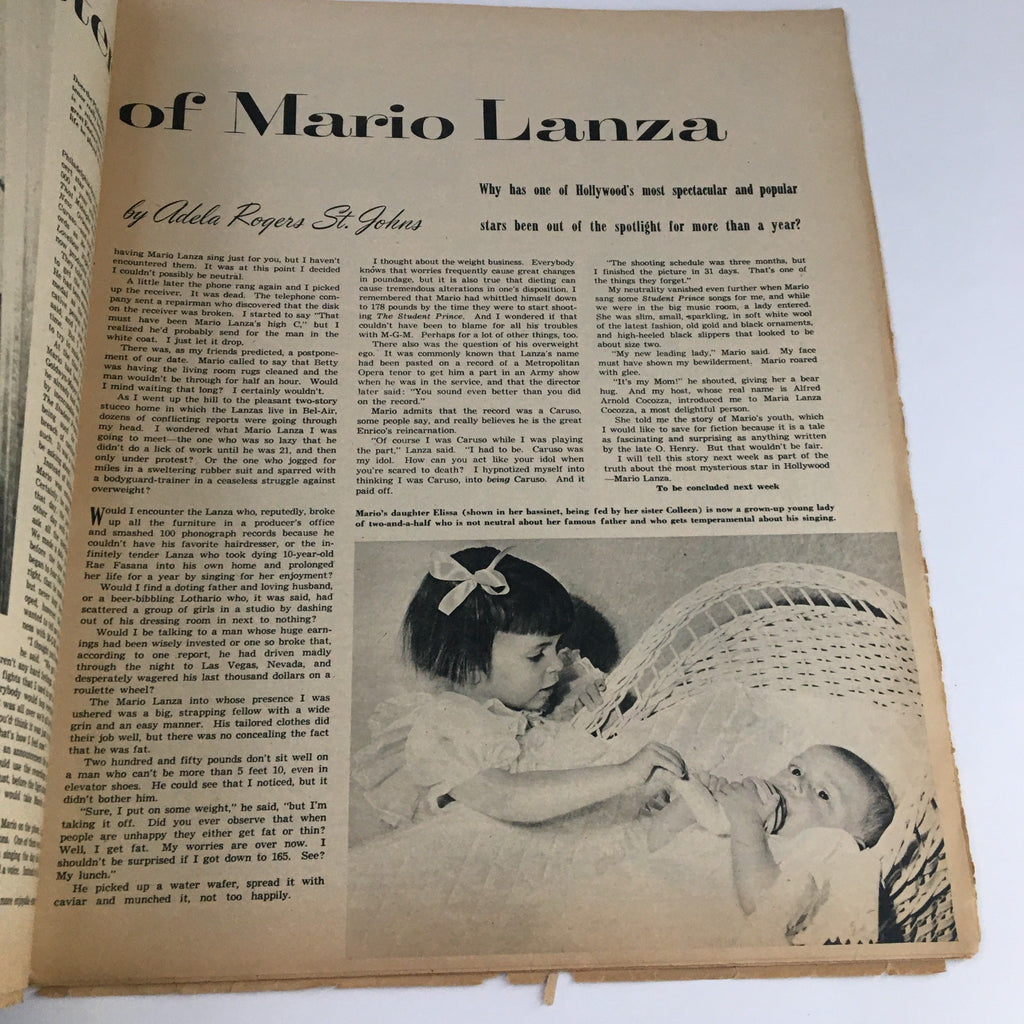 of Mario Lanza
by Adela Rogers St. Johns
Why has one of Hollywood's most spectacular and popular
stars been out of the spotlight for more than a year?
having Mario Lanza sing just for you, but I haven't
encountered them. It was at this point I decided
I couldn't possibly be neutral.
A little later the phone rang again and I picked
up the receiver. It was dead. The telephone com-
pany sent a repairman who discovered that the disk
on the receiver was broken. I started to say "That
must have been Mario Lanza's high C," but I
realized he'd probably send for the man in the
white coat. I just let it drop.
There was, as my friends predicted, a postpone-
ment of our date. Mario called to say that Betty
was having the living room rugs cleaned and the
man wouldn't be through for half an hour. Would
I mind waiting that long? I certainly wouldn't.
As I went up the hill to the pleasant two-story
stucco home in which the Lanzas live in Bel-Air,
dozens of conflicting reports were going through
my head. I wondered what Mario Lanza I was
going to meet—the one who was so lazy that he
didn't do a lick of work until he was 21, and then
only under protest? Or the one who jogged for
miles in a sweltering rubber suit and sparred with
a bodyguard-trainer in a ceaseless struggle against
overweight?
Would I encounter the Lanza who, reputedly, broke
up all the furniture in a producer's office
and smashed 100 phonograph records because he
couldn't have his favorite hairdresser, or the in-
finitely tender Lanza who took dying 10-year-old
Rae Fasana into his own home and prolonged
her life for a year by singing for her enjoyment?
Would I find a doting father and loving husband,
or a beer-bibbling Lothario who, it was said, had
scattered a group of girls in a studio by dashing
out of his dressing room in next to nothing?
Would I be talking to a man whose huge earn-
ings had been wisely invested or one so broke that,
according to one report, he had driven madly
through the night to Las Vegas, Nevada, and
desperately wagered his last thousand dollars on a
roulette wheel?
The Mario Lanza into whose presence I was
ushered was a big, strapping fellow with a wide
grin and an easy manner. His tailored clothes did
their job well, but there was no concealing the fact
that he was fat.
Two hundred and fifty pounds don't sit well on
a man who can't be more than 5 feet 10, even in
elevator shoes. He could see that I noticed, but it
didn't bother him.
"Sure, I put on some weight," he said, "but I'm
taking it off. Did you ever observe that when
people are unhappy they either get fat or thin?
Well, I get fat. My worries are over now. I
shouldn't be surprised if I got down to 165. See?
My lunch."
He picked up a water wafer, spread it with
caviar and munched it, not too happily.
I thought about the weight business. Everybody
knows that worries frequently cause great changes
in poundage, but it is also true that dieting can
cause tremendous alterations in one's disposition. I
remembered that Mario had whittled himself down
to 178 pounds by the time they were to start shoot-
ing The Student Prince. And I wondered if that
couldn't have been to blame for all his troubles
with M-G-M. Perhaps for a lot of other things, too.
There also was the question of his overweight
ego. It was commonly known that Lanza's name
had been pasted on a record of a Metropolitan
Opera tenor to get him a part in an Army show
when he was in the service, and that the director
later said: "You sound even better than you did
on the record."
Mario admits that the record was a Caruso,
some people say, and really believes he is the great
Enrico's reincarnation.
"Of course I was Caruso while I was playing
the part," Lanza said. "I had to be. Caruso was
my idol. How can you act like your idol when
you're scared to death? I hypnotized myself into
thinking I was Caruso, into being Caruso. And it
paid off.
"The shooting schedule was three months, but
I finished the picture in 31 days. That's one of
the things they forget."
My neutrality vanished even further when Mario
sang some Student Prince songs for me, and while
we were in the big music room, a lady entered.
She was slim, small, sparkling, in soft white wool
of the latest fashion, old gold and black ornaments,
and high-heeled black slippers that looked to be
about size two.
"My new leading lady," Mario said. My face
must have shown my bewilderment. Mario roared
with glee.
"It's my Mom!" he shouted, giving her a bear
hug. And my host, whose real name is Alfred
Arnold Cocozza, introduced me to Maria Lanza
Cocozza, a most delightful person.
She told me the story of Mario's youth, which
I would like to save for fiction because it is a tale
as fascinating and surprising as anything written
by the late O. Henry. But that wouldn't be fair.
I will tell this story next week as part of the
truth about the most mysterious star in Hollywood
—Mario Lanza.
To be concluded next week
Mario's daughter Elissa (shown in her bassinet, being fed by her sister Colleen) is now a grown-up young lady
of two-and-a-half who is not neutral about her famous father and who gets temperamental about his singing.